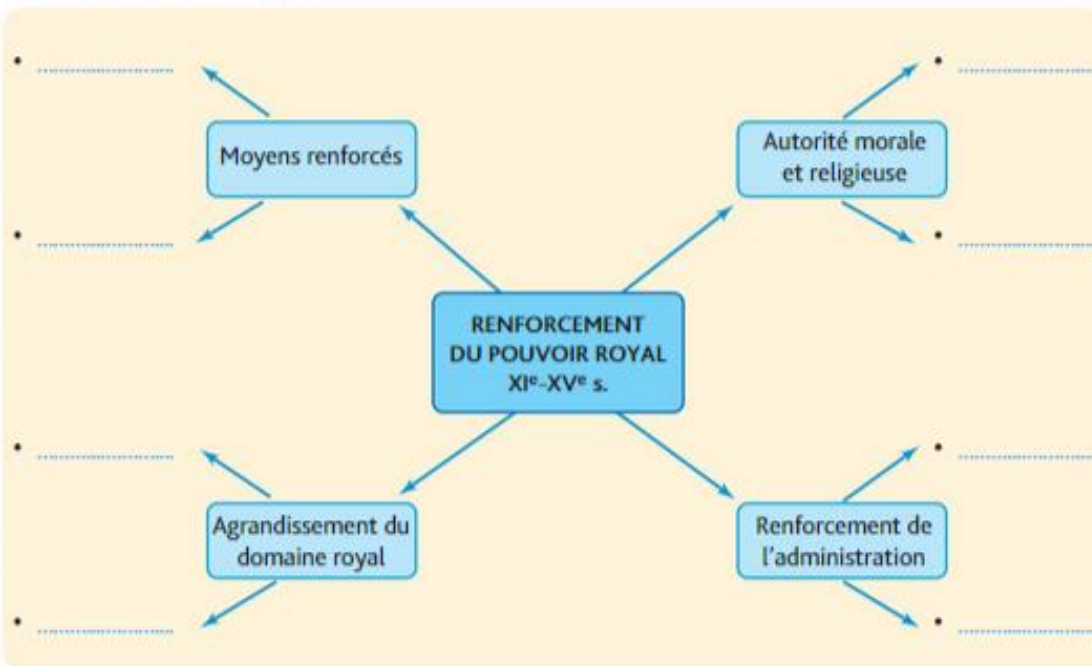 Moyens renforcés
Autorité morale
et religieuse
RENFORCEMENT
DU POUVOIR ROYAL
XIe-XVe s.
Agrandissement du
domaine royal
Renforcement de
l'administration